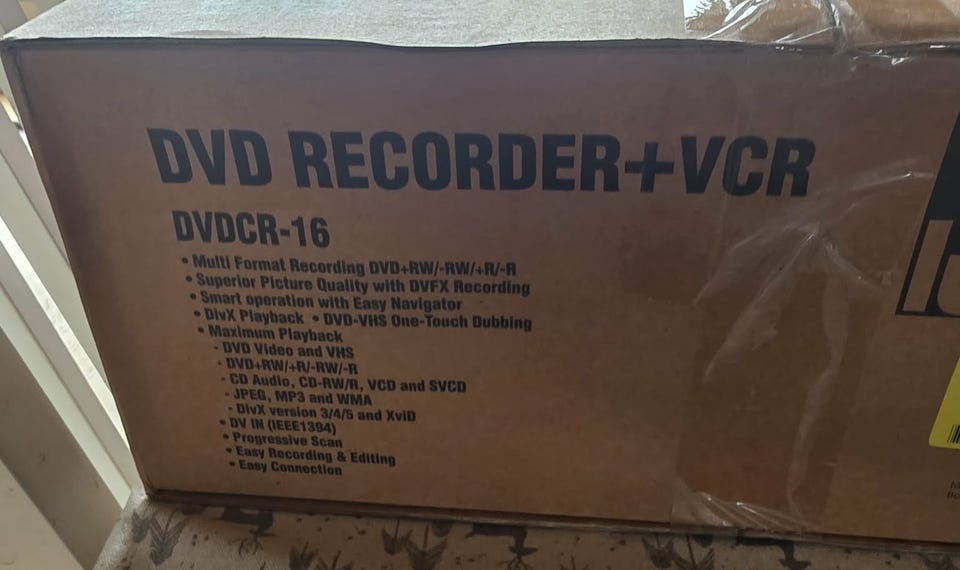 DVD RECORDER+VCR
DVDCR-16
• Multi Format Recording DVD+RW/-RW/+R/-R
• Superior Picture Quality with DVFX Recording
• Smart operation with Easy Navigator
• DivX Playback • DVD-VHS One-Touch Dubbing
• Maximum Playback
- DVD Video and VHS
- DVD+RW/+R/-RW/-R
- CD Audio, CD-RW/R, VCD and SVCD
- JPEG, MP3 and WMA
- DivX version 3/4/5 and XviD
• DV IN (IEEE1394)
• Progressive Scan
• Easy Recording & Editing
• Easy Connection